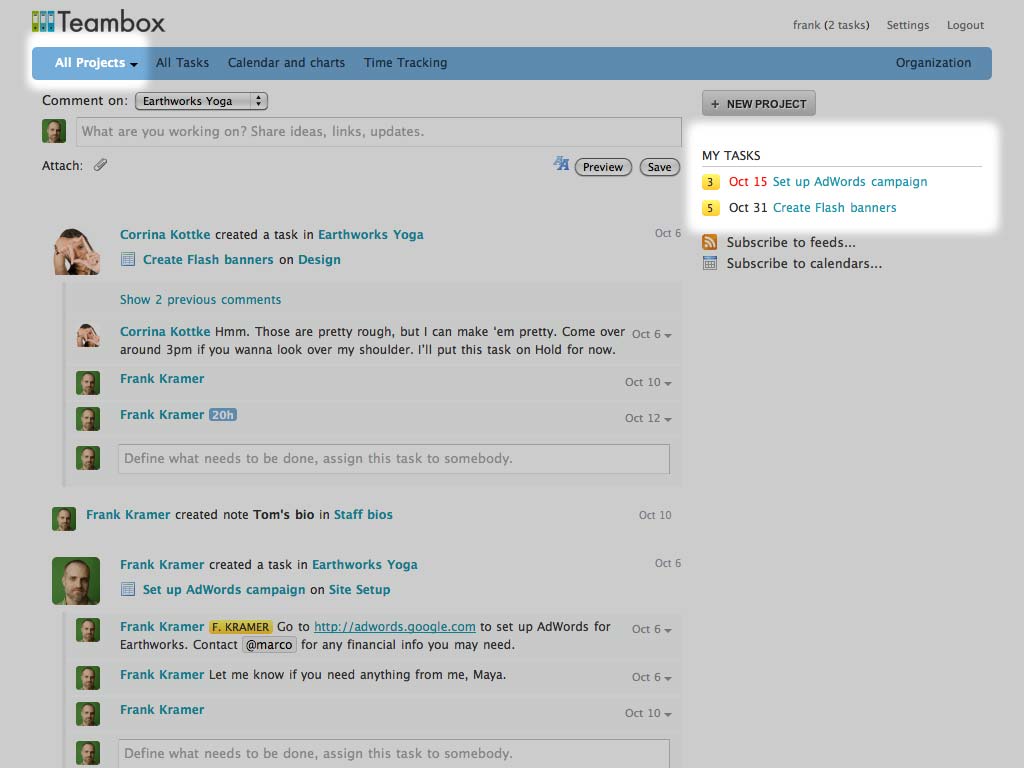 Teambox
frank (2 tasks) Settings Logout
All Projects All Tasks Calendar and charts Time Tracking Organization
Comment on: Earthworks Yoga
+ NEW PROJECT
What are you working on? Share ideas, links, updates.
Attach: Preview Save
MY TASKS
3 Oct 15 Set up AdWords campaign
5 Oct 31 Create Flash banners
Subscribe to feeds...
Subscribe to calendars...
Corrina Kottke created a task in Earthworks Yoga Oct 6
Create Flash banners on Design
Show 2 previous comments
Corrina Kottke Hmm. Those are pretty rough, but I can make ‘em pretty. Come over Oct 6
around 3pm if you wanna look over my shoulder. I’ll put this task on Hold for now.
Frank Kramer Oct 10
Frank Kramer 20h Oct 12
Define what needs to be done, assign this task to somebody.
Frank Kramer created note Tom's bio in Staff bios Oct 10
Frank Kramer created a task in Earthworks Yoga Oct 6
Set up AdWords campaign on Site Setup
Frank Kramer F. KRAMER Go to http://adwords.google.com to set up AdWords for Oct 6
Earthworks. Contact @marco for any financial info you may need.
Frank Kramer Let me know if you need anything from me, Maya. Oct 6
Frank Kramer Oct 10
Define what needs to be done, assign this task to somebody.